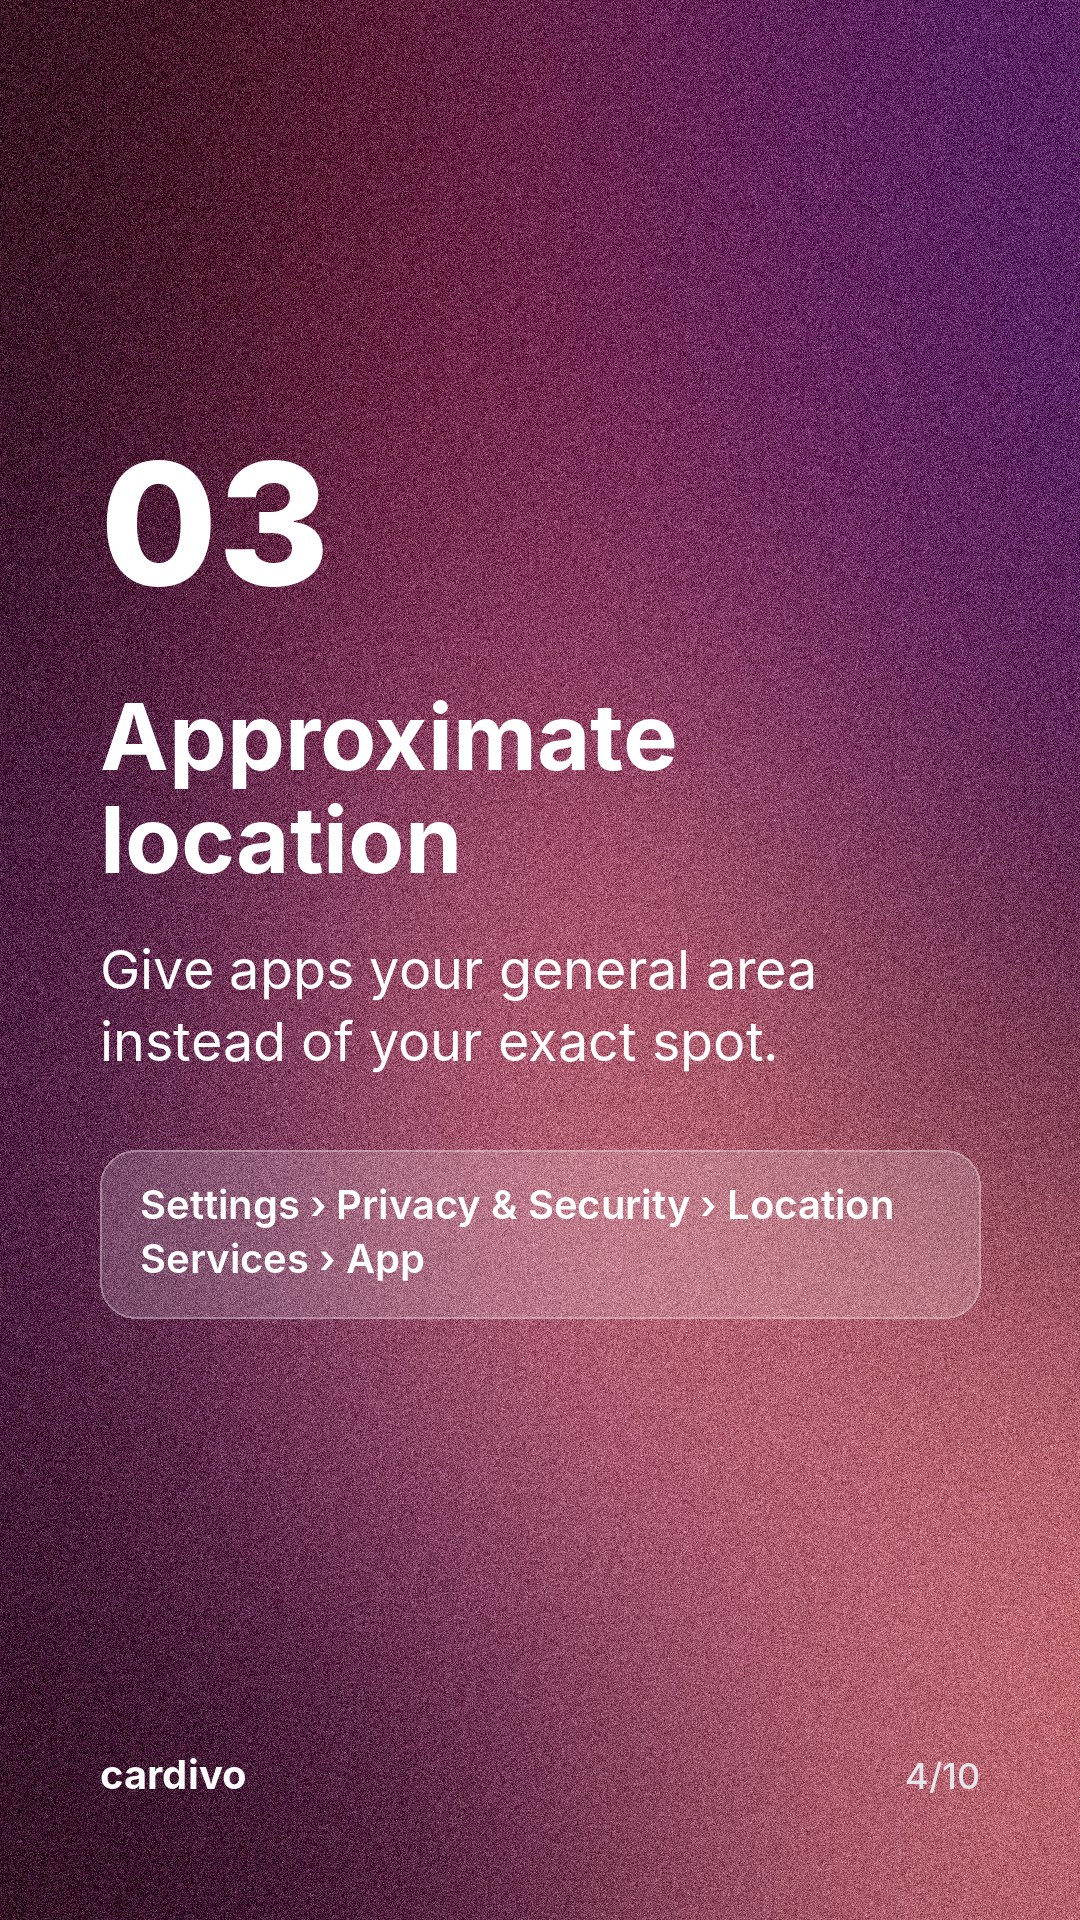 03
Approximate
location
Give apps your general area
instead of your exact spot.
Settings › Privacy & Security › Location
Services › App
cardivo
4/10